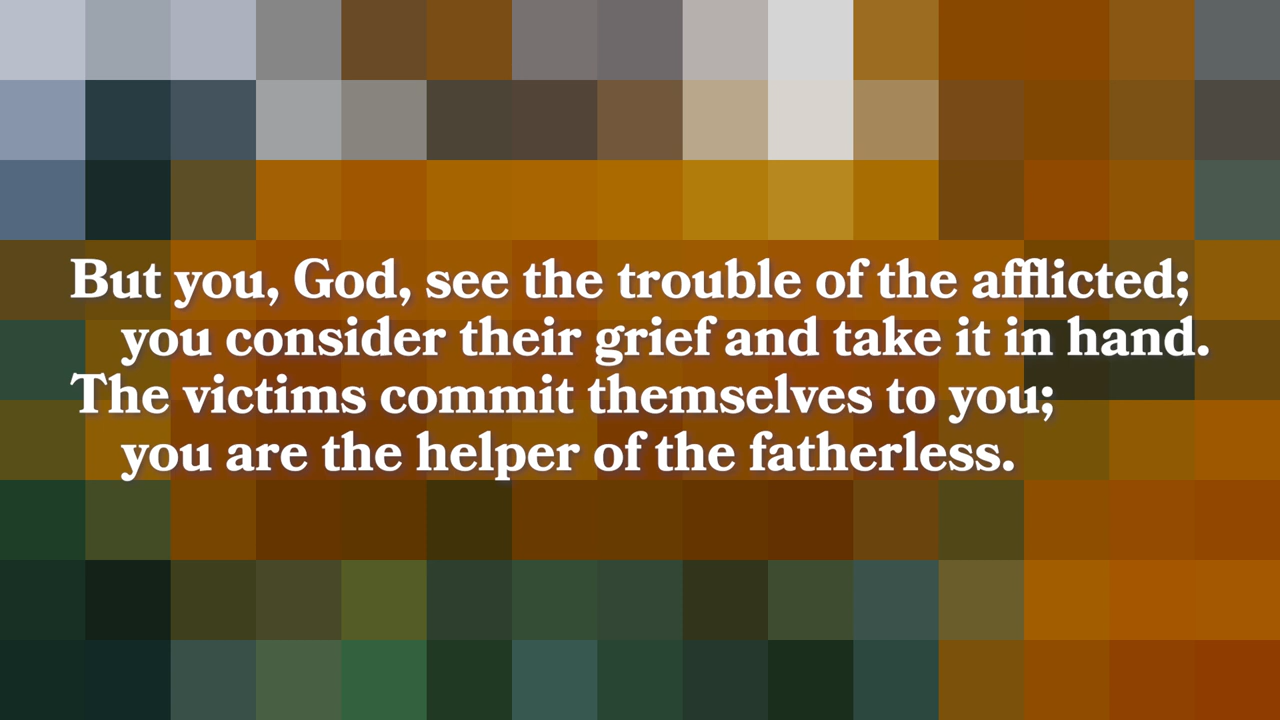 But you, God, see the trouble of the afflicted;
you consider their grief and take it in hand.
The victims commit themselves to you;
you are the helper of the fatherless.